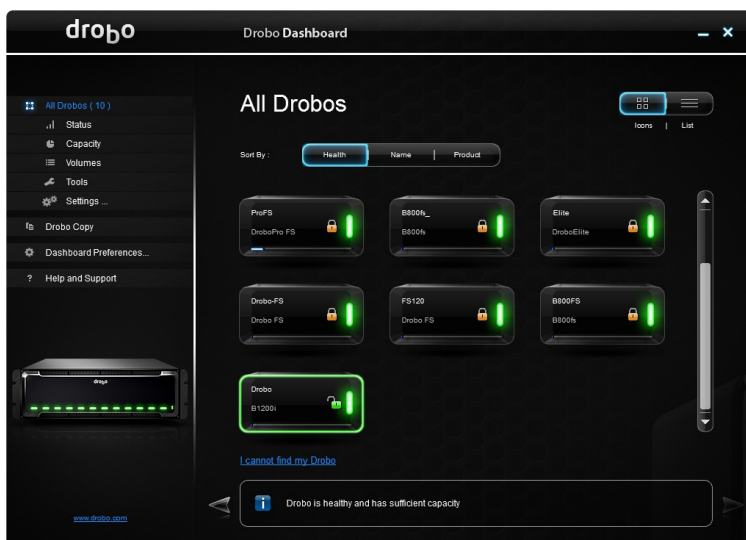 drobo
Drobo Dashboard
All Drobos ( 10 )
Status
Capacity
Volumes
Tools
Settings ...
Drobo Copy
Dashboard Preferences...
? Help and Support
drobo
www.drobo.com
All Drobos
Icons | List
Sort By : Health Name | Product
ProFS
DroboPro FS
B800fs_
B800fs
Elite
DroboElite
Drobo-FS
Drobo FS
FS120
Drobo FS
B800FS
B800fs
Drobo
B1200i
I cannot find my Drobo
i Drobo is healthy and has sufficient capacity